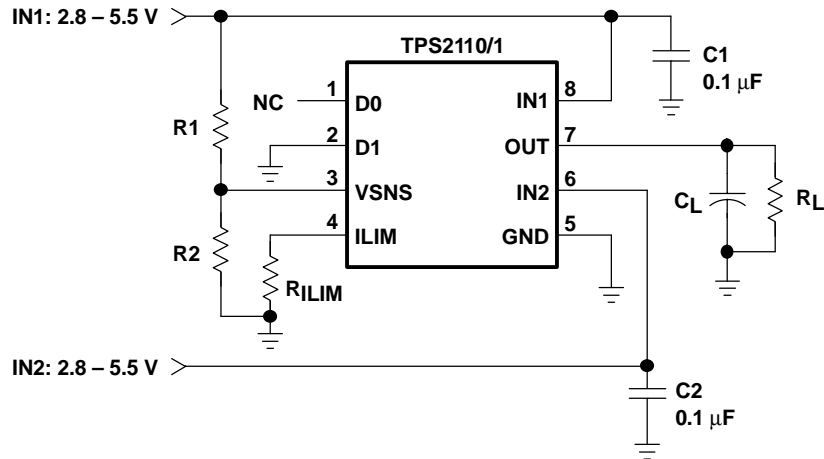 IN1: 2.8 – 5.5 V
TPS2110/1
C1
0.1 μF
NC
1
D0
IN1
8
R1
2
D1
OUT
7
3
VSNS
IN2
6
CL
RL
R2
4
ILIM
GND
5
RILIM
IN2: 2.8 – 5.5 V
C2
0.1 μF